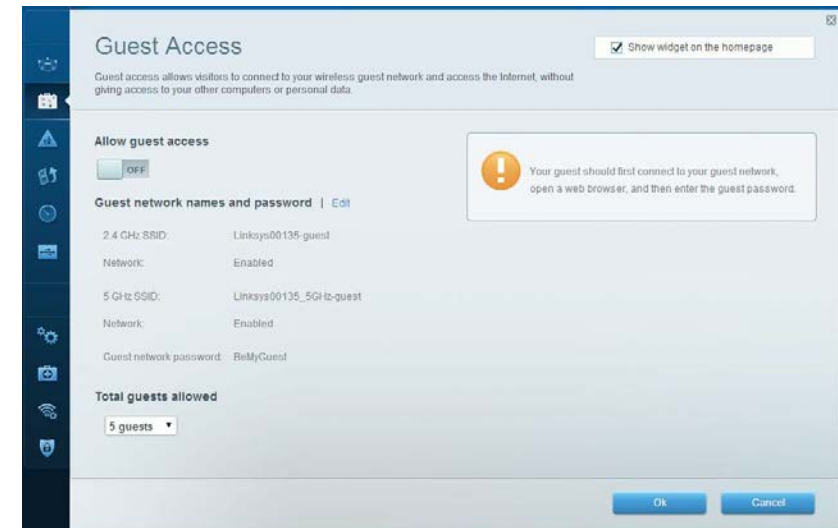 Guest Access
Show widget on the homepage
Guest access allows visitors to connect to your wireless guest network and access the Internet, without
giving access to your other computers or personal data.
Allow guest access
OFF
Your guest should first connect to your guest network,
open a web browser, and then enter the guest password.
Guest network names and password | Edit
2.4 GHz SSID: Linksys00135-guest
Network: Enabled
5 GHz SSID: Linksys00135_5GHz-guest
Network: Enabled
Guest network password: BeMyGuest
Total guests allowed
5 guests
Ok Cancel